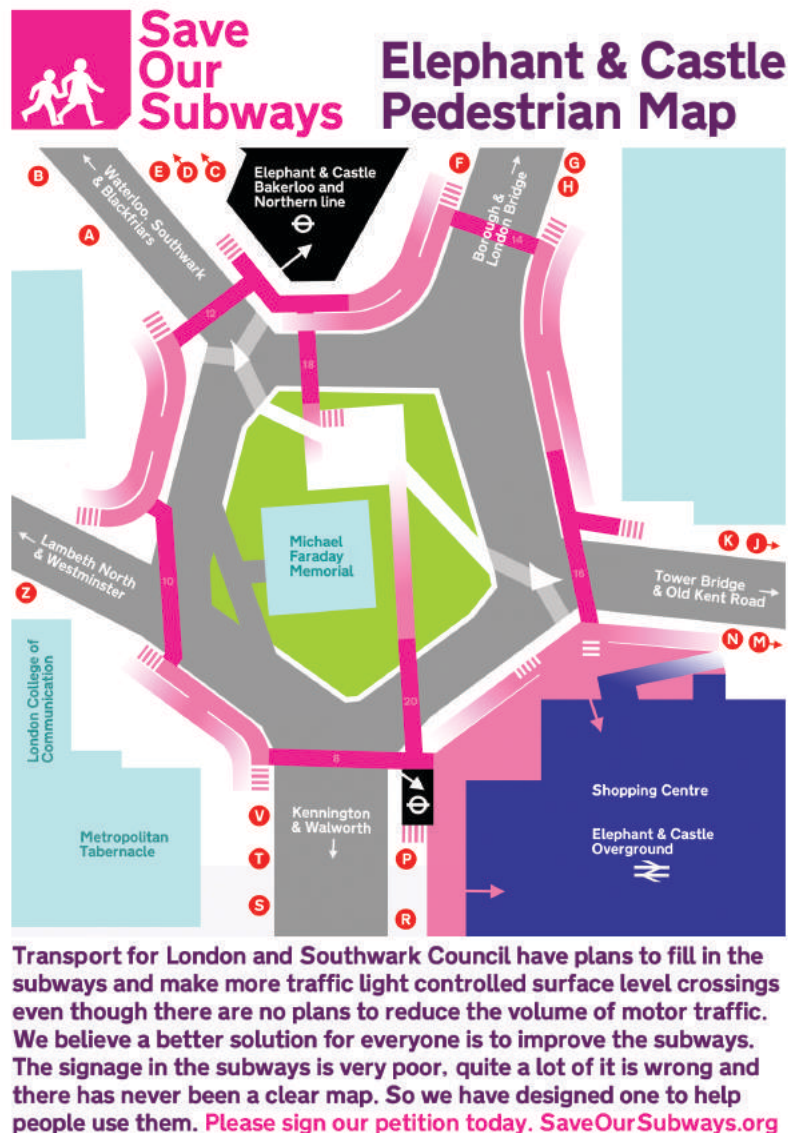 Save
Our
Subways
Elephant & Castle
Pedestrian Map
B
E
D
C
A
Waterloo, Southwark
& Blackfriars
Elephant & Castle
Bakerloo and
Northern line
F
G
H
Borough &
London Bridge
14
12
18
Michael
Faraday
Memorial
K
J
Lambeth North
& Westminster
10
16
Tower Bridge
& Old Kent Road
Z
N
M
London College of
Communication
20
8
Shopping Centre
Elephant & Castle
Overground
V
T
S
Kennington
& Walworth
P
R
Metropolitan
Tabernacle
Transport for London and Southwark Council have plans to fill in the
subways and make more traffic light controlled surface level crossings
even though there are no plans to reduce the volume of motor traffic.
We believe a better solution for everyone is to improve the subways.
The signage in the subways is very poor, quite a lot of it is wrong and
there has never been a clear map. So we have designed one to help
people use them. Please sign our petition today. SaveOurSubways.org